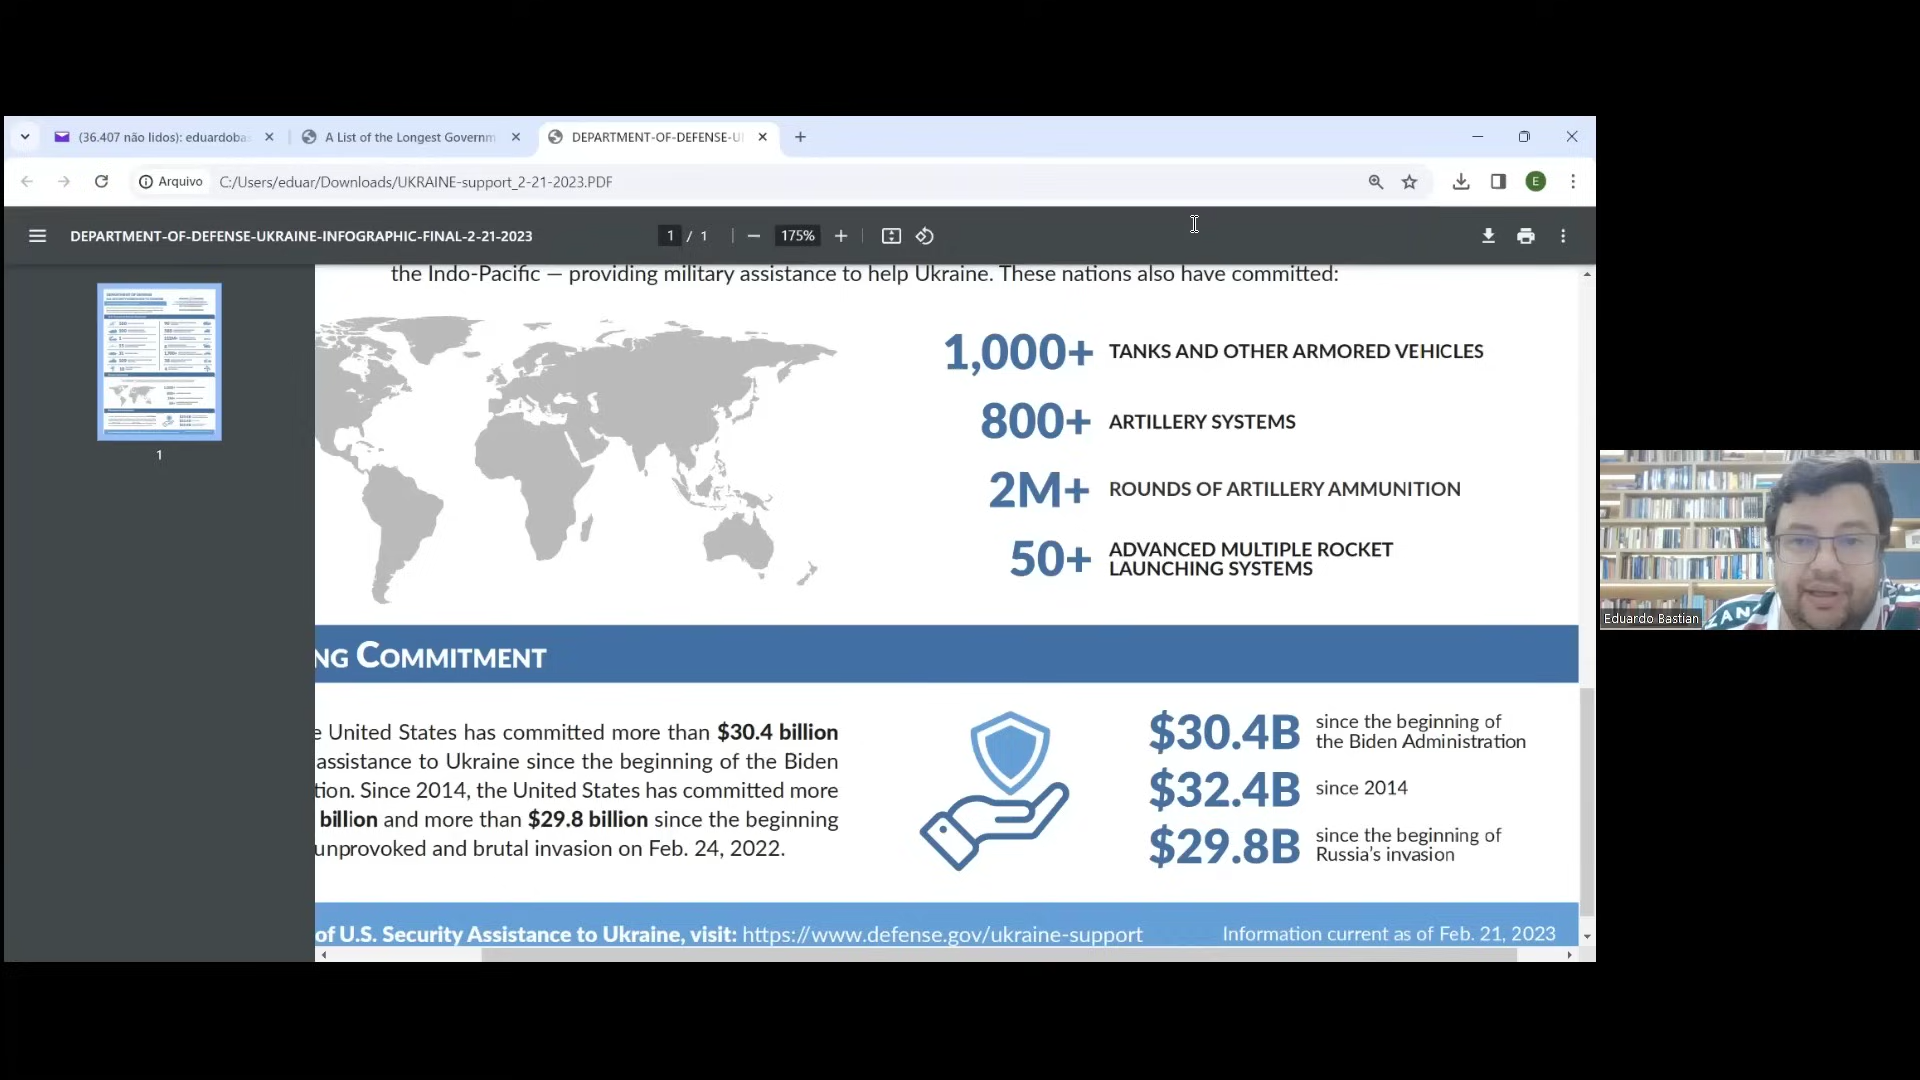 (36.407 não lidos): eduardoba
A List of the Longest Governm
DEPARTMENT-OF-DEFENSE-U
Arquivo
C:/Users/eduar/Downloads/UKRAINE-support_2-21-2023.PDF
E
DEPARTMENT-OF-DEFENSE-UKRAINE-INFOGRAPHIC-FINAL-2-21-2023
1 / 1
175%
1
the Indo-Pacific — providing military assistance to help Ukraine. These nations also have committed:
1,000+ TANKS AND OTHER ARMORED VEHICLES
800+ ARTILLERY SYSTEMS
2M+ ROUNDS OF ARTILLERY AMMUNITION
50+ ADVANCED MULTIPLE ROCKET
LAUNCHING SYSTEMS
NG COMMITMENT
e United States has committed more than $30.4 billion
assistance to Ukraine since the beginning of the Biden
tion. Since 2014, the United States has committed more
billion and more than $29.8 billion since the beginning
unprovoked and brutal invasion on Feb. 24, 2022.
$30.4B since the beginning of
the Biden Administration
$32.4B since 2014
$29.8B since the beginning of
Russia's invasion
of U.S. Security Assistance to Ukraine, visit: https://www.defense.gov/ukraine-support
Information current as of Feb. 21, 2023
ZAN
Eduardo Bastian